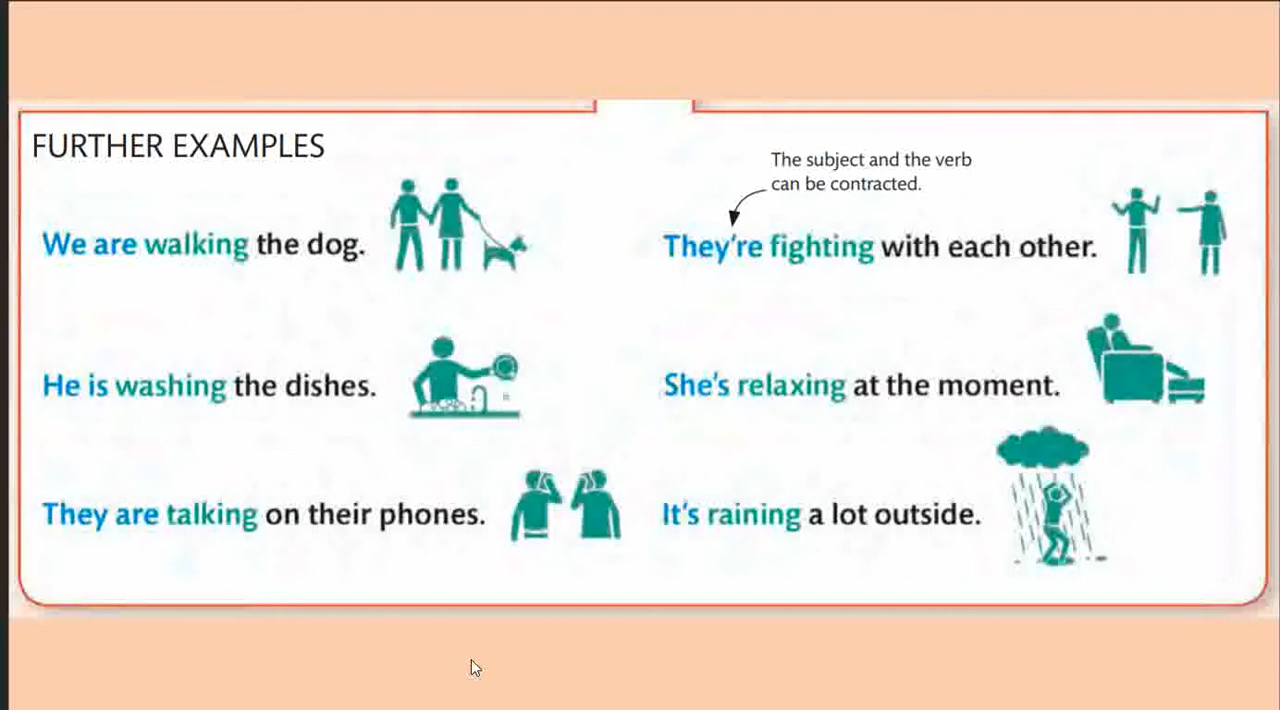 FURTHER EXAMPLES
We are walking the dog.
He is washing the dishes.
They are talking on their phones.
The subject and the verb
can be contracted.
They're fighting with each other.
She's relaxing at the moment.
It's raining a lot outside.